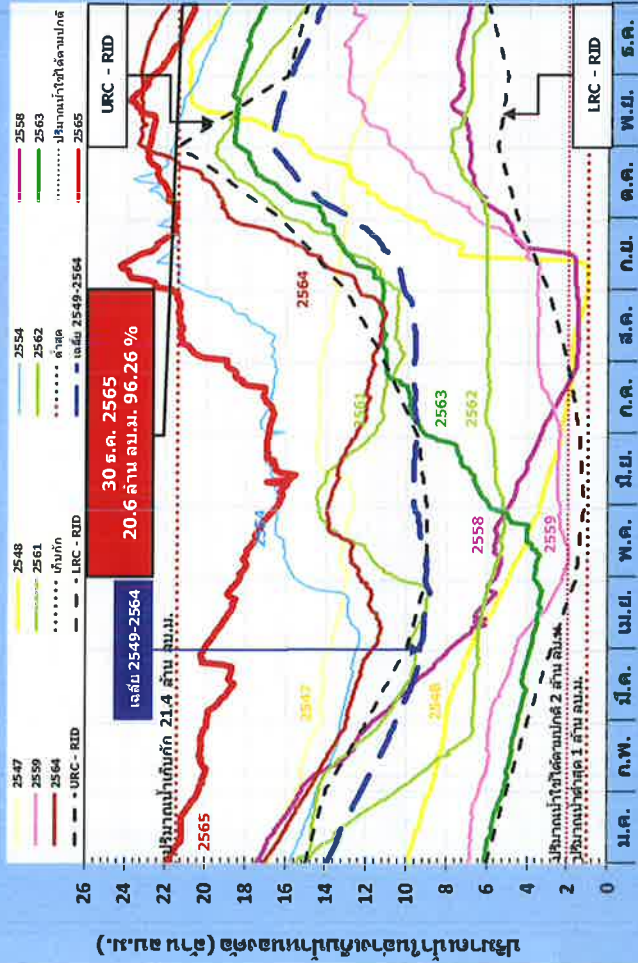 2547
2548
2554
2558
2559
2561
2562
2563
2564
เก็บกัก
ต่ำสุด
ปริมาณน้ำใช้ได้ตามปกติ
URC - RID
LRC - RID
เฉลี่ย 2549-2564
2565
ปริมาณน้ำในอ่างเก็บน้ำหนองค้อ (ล้าน ลบ.ม.)
26
24
22
20
18
16
14
12
10
8
6
4
2
0
30 ธ.ค. 2565
20.6 ล้าน ลบ.ม. 96.26 %
เฉลี่ย 2549-2564
URC - RID
LRC - RID
ปริมาณน้ำเก็บกัก 21.4 ล้าน ลบ.ม.
2565
2547
2548
2558
2559
2561
2562
2563
2564
ปริมาณน้ำใช้ได้ตามปกติ 2 ล้าน ลบ.ม.
ปริมาณน้ำต่ำสุด 1 ล้าน ลบ.ม.
ม.ค. ก.พ. มี.ค. เม.ย. พ.ค. มิ.ย. ก.ค. ส.ค. ก.ย. ต.ค. พ.ย. ธ.ค.